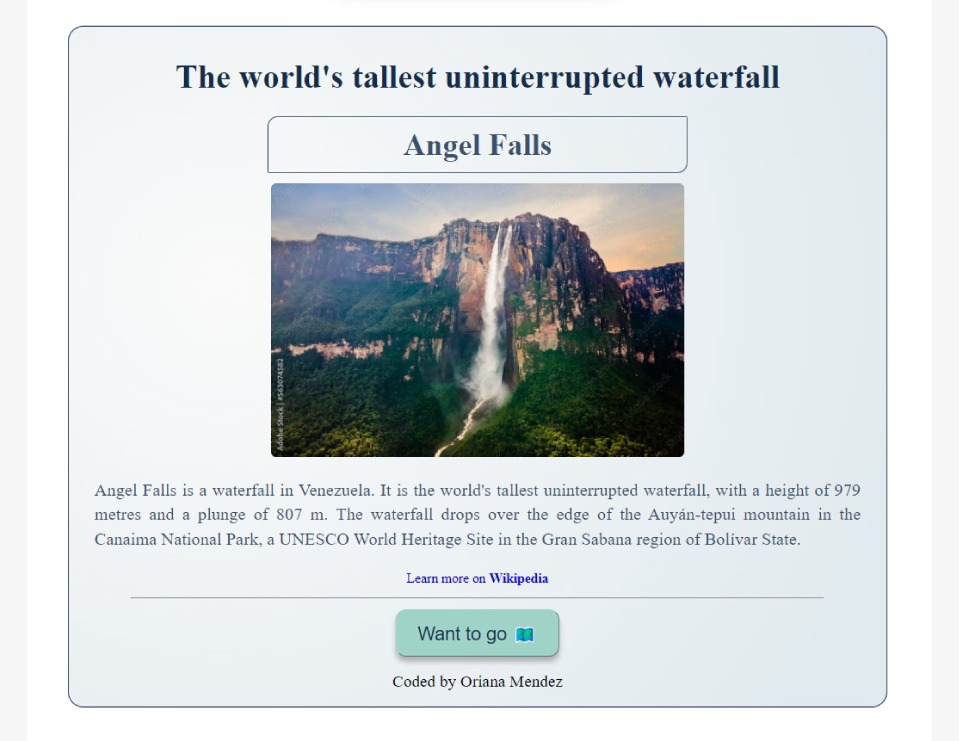 The world's tallest uninterrupted waterfall
Angel Falls
Adobe Stock | #563074582
Angel Falls is a waterfall in Venezuela. It is the world's tallest uninterrupted waterfall, with a height of 979
metres and a plunge of 807 m. The waterfall drops over the edge of the Auyán-tepui mountain in the
Canaima National Park, a UNESCO World Heritage Site in the Gran Sabana region of Bolívar State.
Learn more on Wikipedia
Want to go 🗺️
Coded by Oriana Mendez